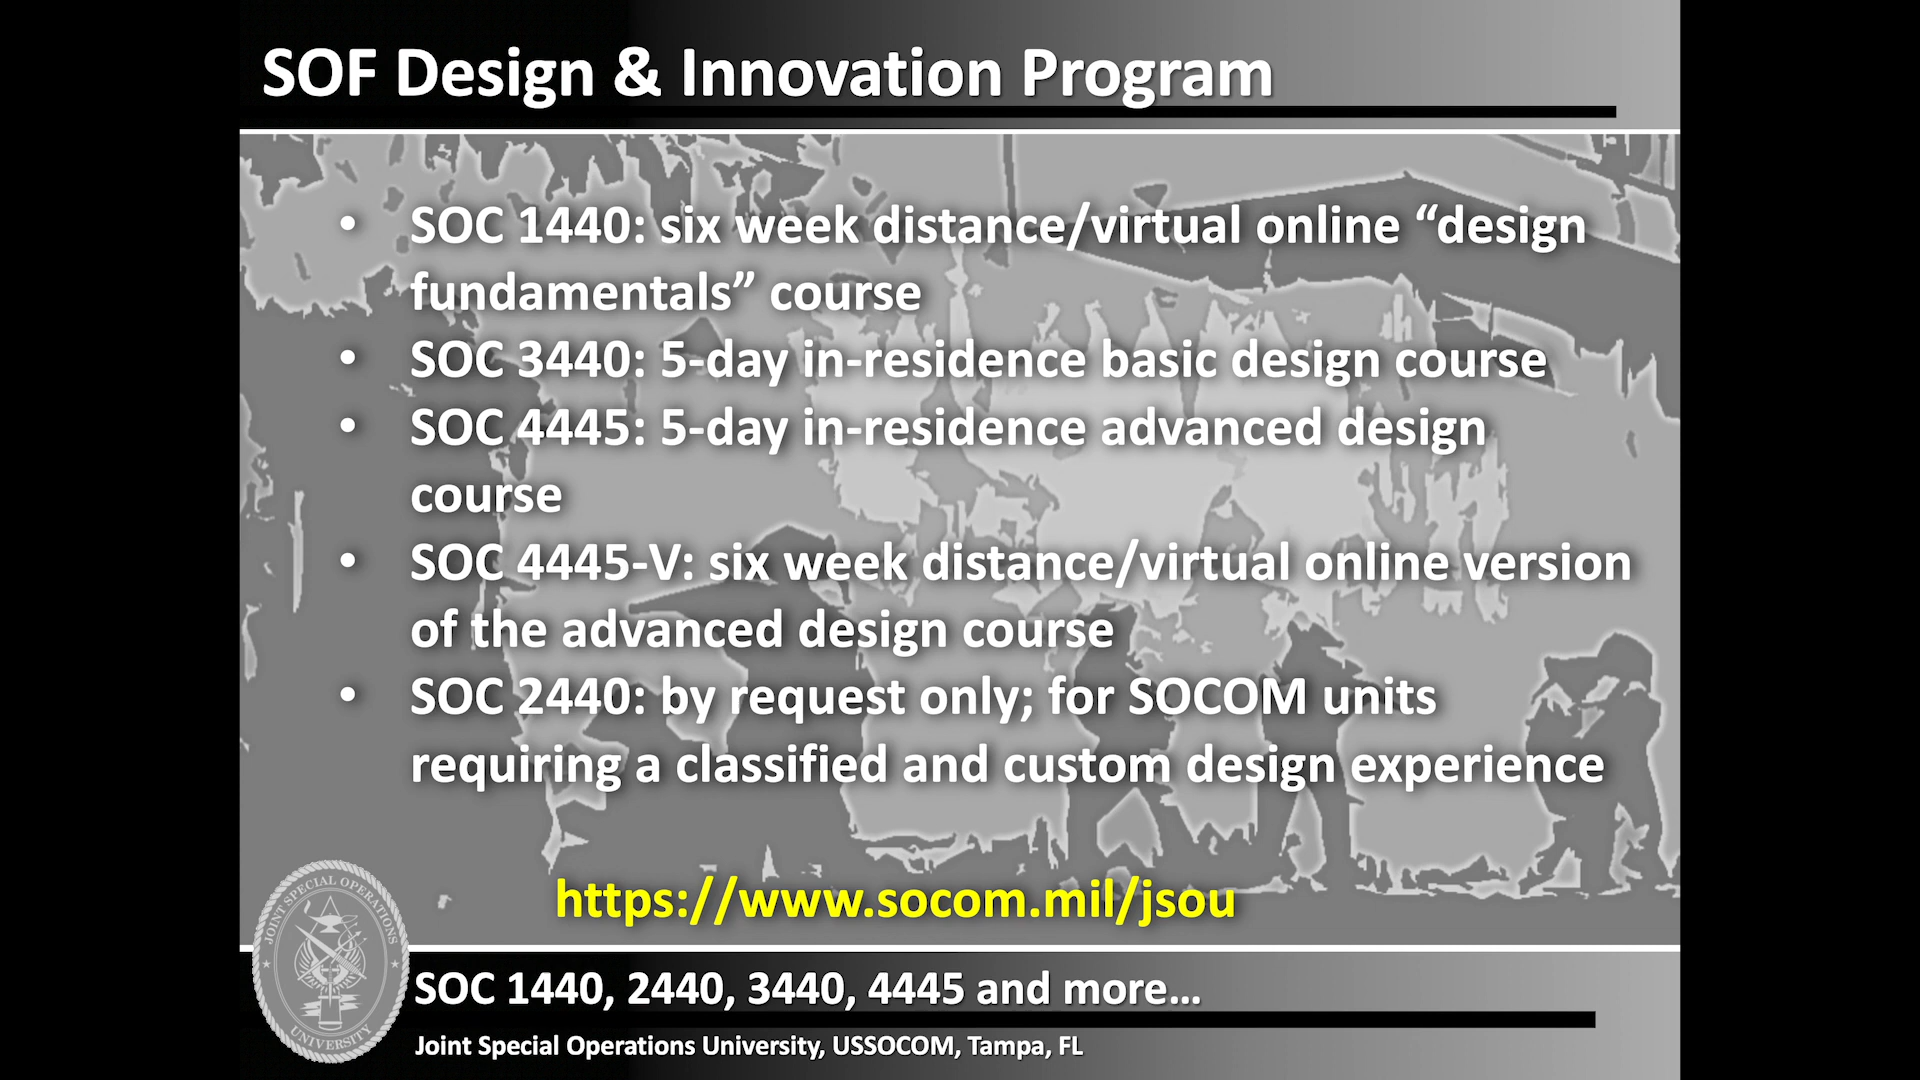 SOF Design & Innovation Program
• SOC 1440: six week distance/virtual online “design
fundamentals” course
• SOC 3440: 5-day in-residence basic design course
• SOC 4445: 5-day in-residence advanced design
course
• SOC 4445-V: six week distance/virtual online version
of the advanced design course
• SOC 2440: by request only; for SOCOM units
requiring a classified and custom design experience
https://www.socom.mil/jsou
JOINT SPECIAL OPERATIONS
UNIVERSITY
SOC 1440, 2440, 3440, 4445 and more...
Joint Special Operations University, USSOCOM, Tampa, FL